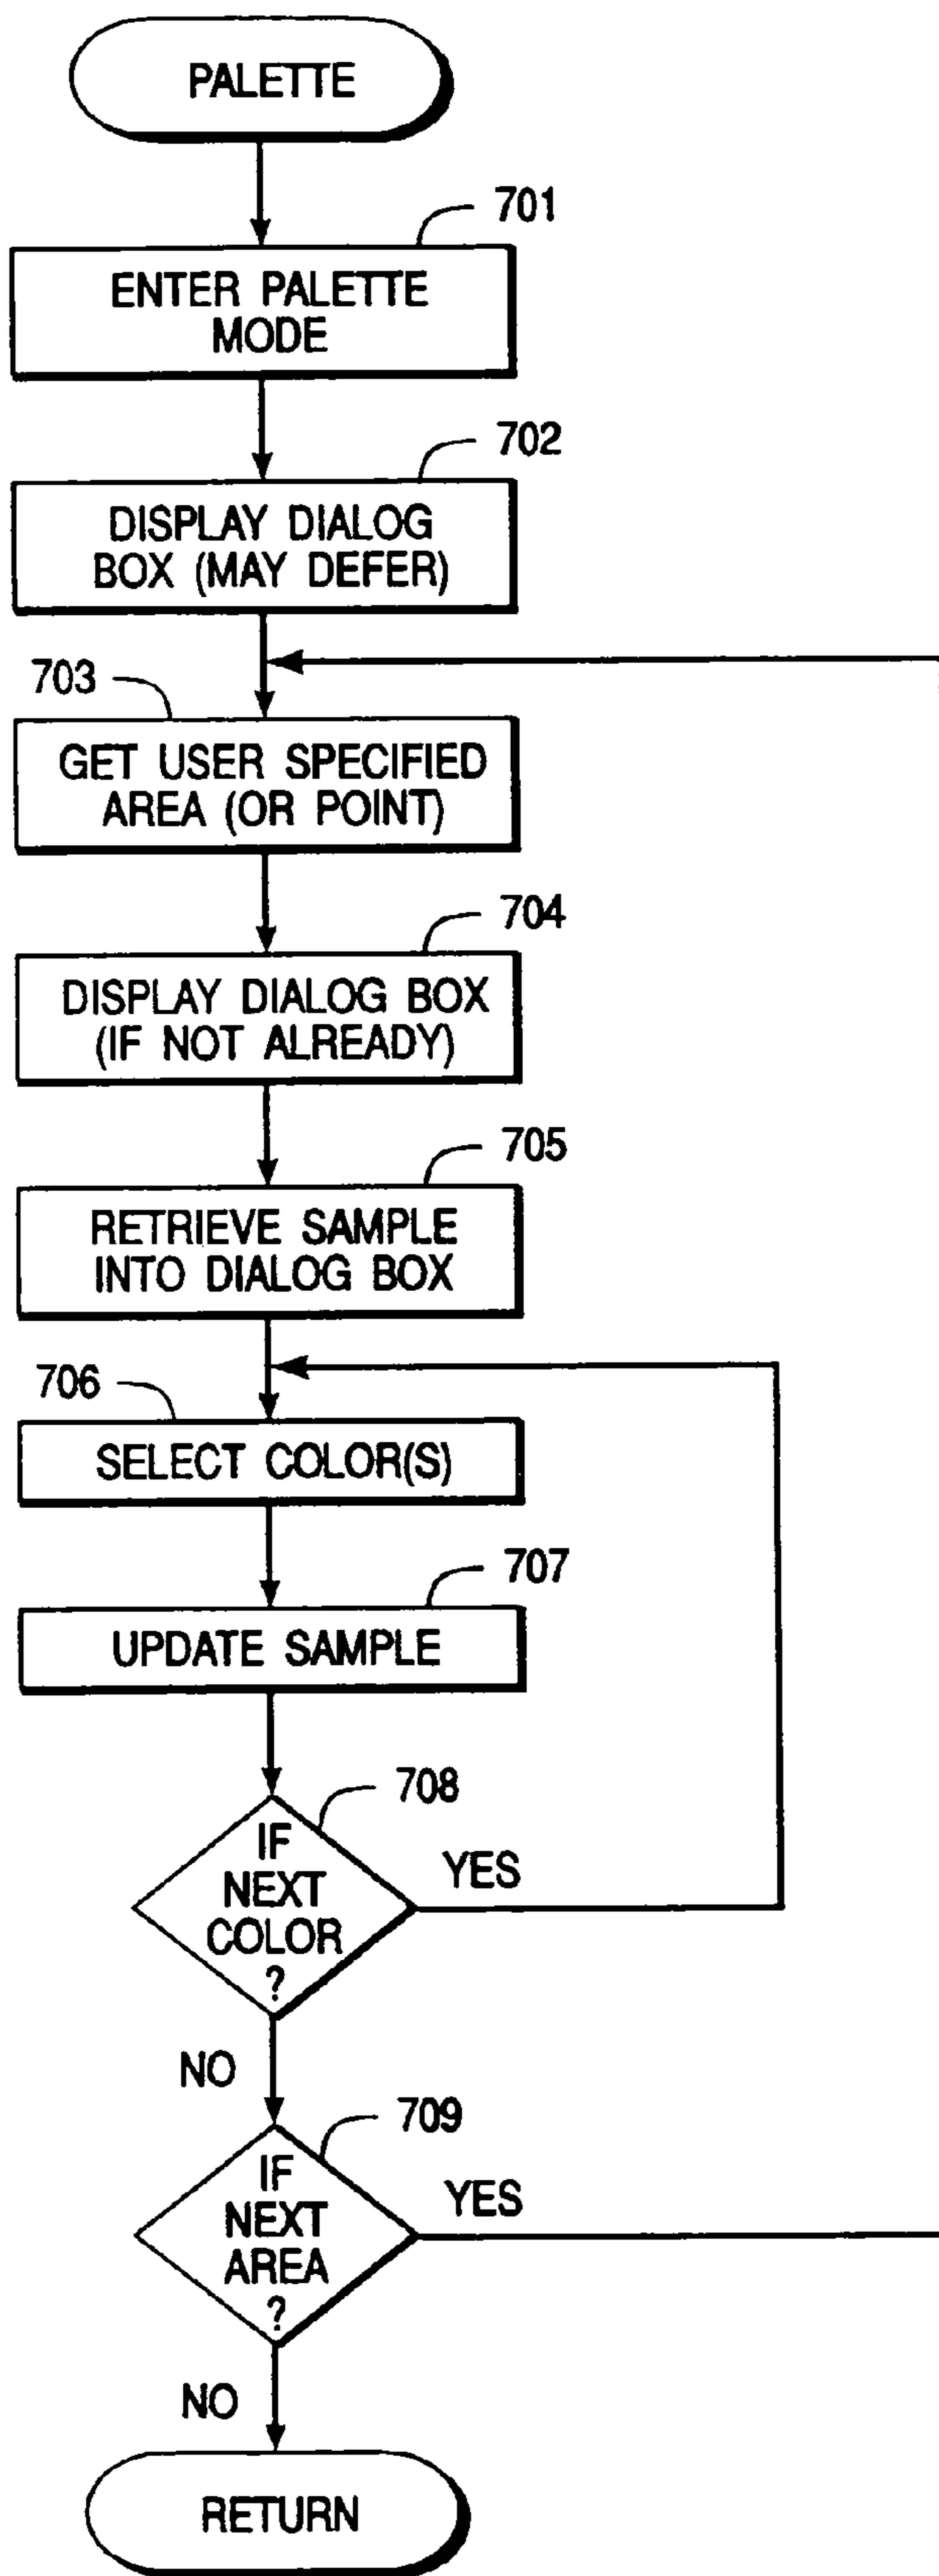 PALETTE
701
ENTER PALETTE
MODE
702
DISPLAY DIALOG
BOX (MAY DEFER)
703
GET USER SPECIFIED
AREA (OR POINT)
704
DISPLAY DIALOG BOX
(IF NOT ALREADY)
705
RETRIEVE SAMPLE
INTO DIALOG BOX
706
SELECT COLOR(S)
707
UPDATE SAMPLE
708
IF
NEXT
COLOR
?
YES
NO
709
IF
NEXT
AREA
?
YES
NO
RETURN